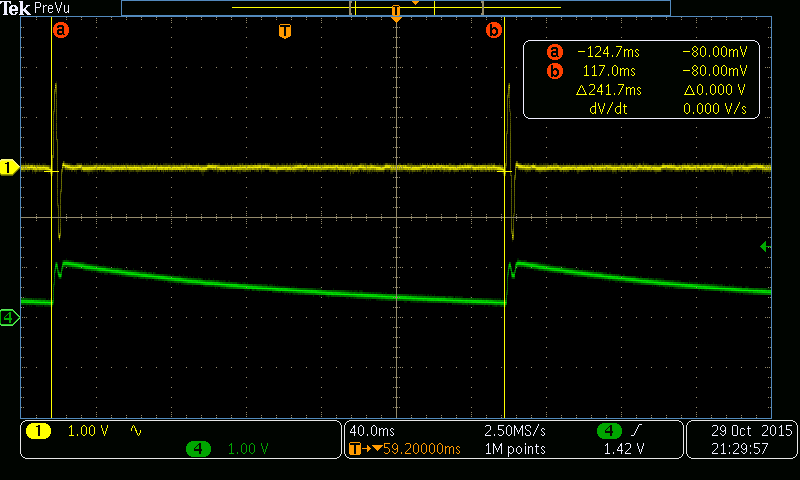 Tek PreVu
T
a
T
b
a −124.7ms −80.00mV
b 117.0ms −80.00mV
Δ241.7ms Δ0.000 V
dV/dt 0.000 V/s
1
4
1 1.00 V
4 1.00 V
40.0ms
T→▼59.20000ms
2.50MS/s
1M points
4
1.42 V
29 Oct 2015
21:29:57